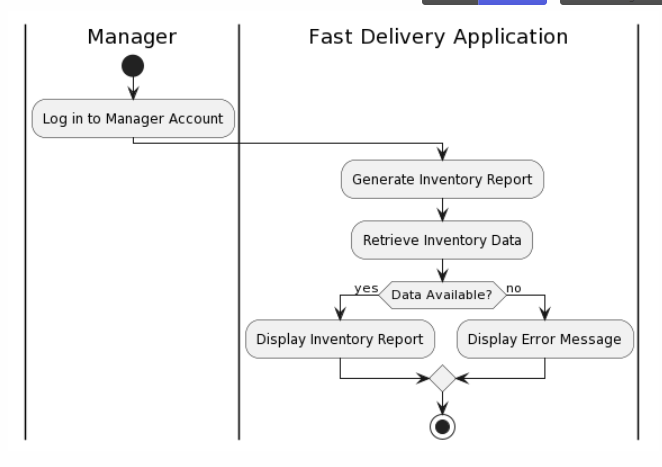 Manager
Fast Delivery Application
Log in to Manager Account
Generate Inventory Report
Retrieve Inventory Data
yes
Data Available?
no
Display Inventory Report
Display Error Message